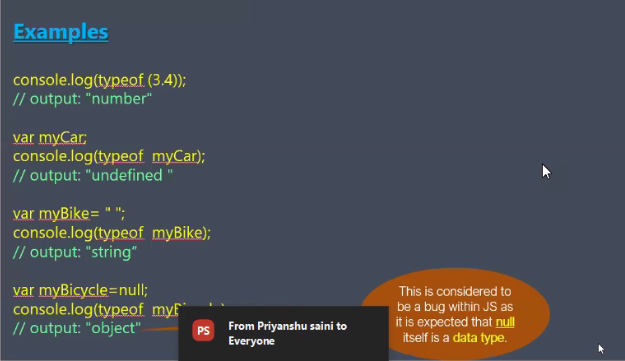 Examples
console.log(typeof (3.4));
// output: "number"
var myCar;
console.log(typeof  myCar);
// output: "undefined "
var myBike= " ";
console.log(typeof  myBike);
// output: "string"
var myBicycle=null;
console.log(typeof
// output: "object"
This is considered to
be a bug within JS as
it is expected that null
itself is a data type.
PS
From Priyanshu saini to
Everyone